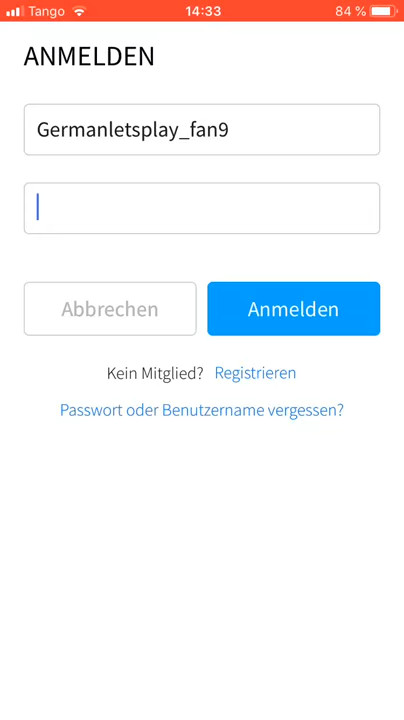 Tango 14:33 84 %
ANMELDEN
Germanletsplay_fan9
Abbrechen Anmelden
Kein Mitglied? Registrieren
Passwort oder Benutzername vergessen?